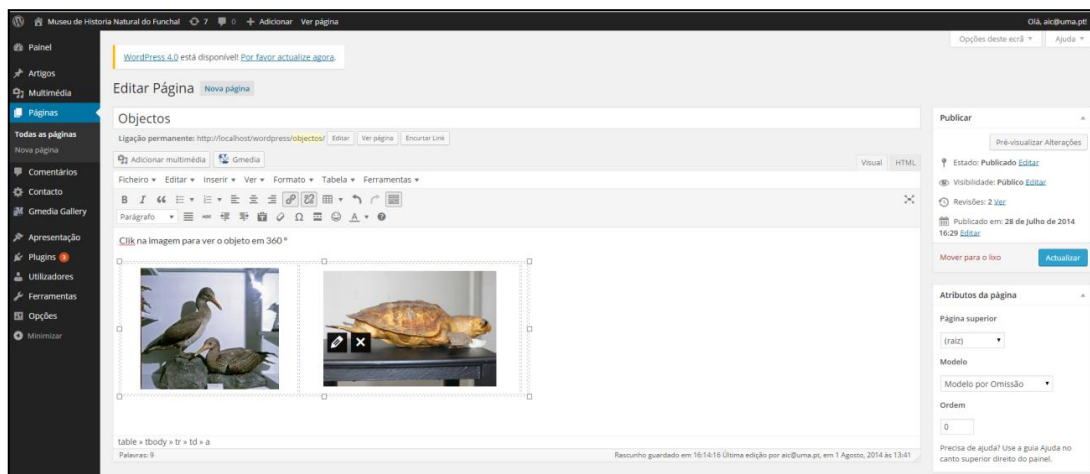 Museu de Historia Natural do Funchal 7 0 + Adicionar Ver página Olá, aic@uma.pt!
Opções deste ecrã Ajuda
Painel
Artigos
Multimédia
Páginas
Todas as páginas
Nova página
Comentários
Contacto
Gmedia Gallery
Apresentação
Plugins 3
Utilizadores
Ferramentas
Opções
Minimizar
WordPress 4.0 está disponível! Por favor actualize agora.
Editar Página Nova página
Objectos
Ligação permanente: http://localhost/wordpress/objectos/ Editar Ver página Encurtar Link
Adicionar multimédia Gmedia Visual HTML
Ficheiro Editar Inserir Ver Formato Tabela Ferramentas
B I
Parágrafo ABC Ω A
Clik na imagem para ver o objeto em 360 º
table » tbody » tr » td » a
Palavras: 9 Rascunho guardado em 16:14:16 Última edição por aic@uma.pt, em 1 Agosto, 2014 às 13:41
Publicar
Pré-visualizar Alterações
Estado: Publicado Editar
Visibilidade: Público Editar
Revisões: 2 Ver
Publicado em: 28 de Julho de 2014
16:29 Editar
Mover para o lixo Actualizar
Atributos da página
Página superior
(raiz)
Modelo
Modelo por Omissão
Ordem
0
Precisa de ajuda? Use a guia Ajuda no
canto superior direito do painel.